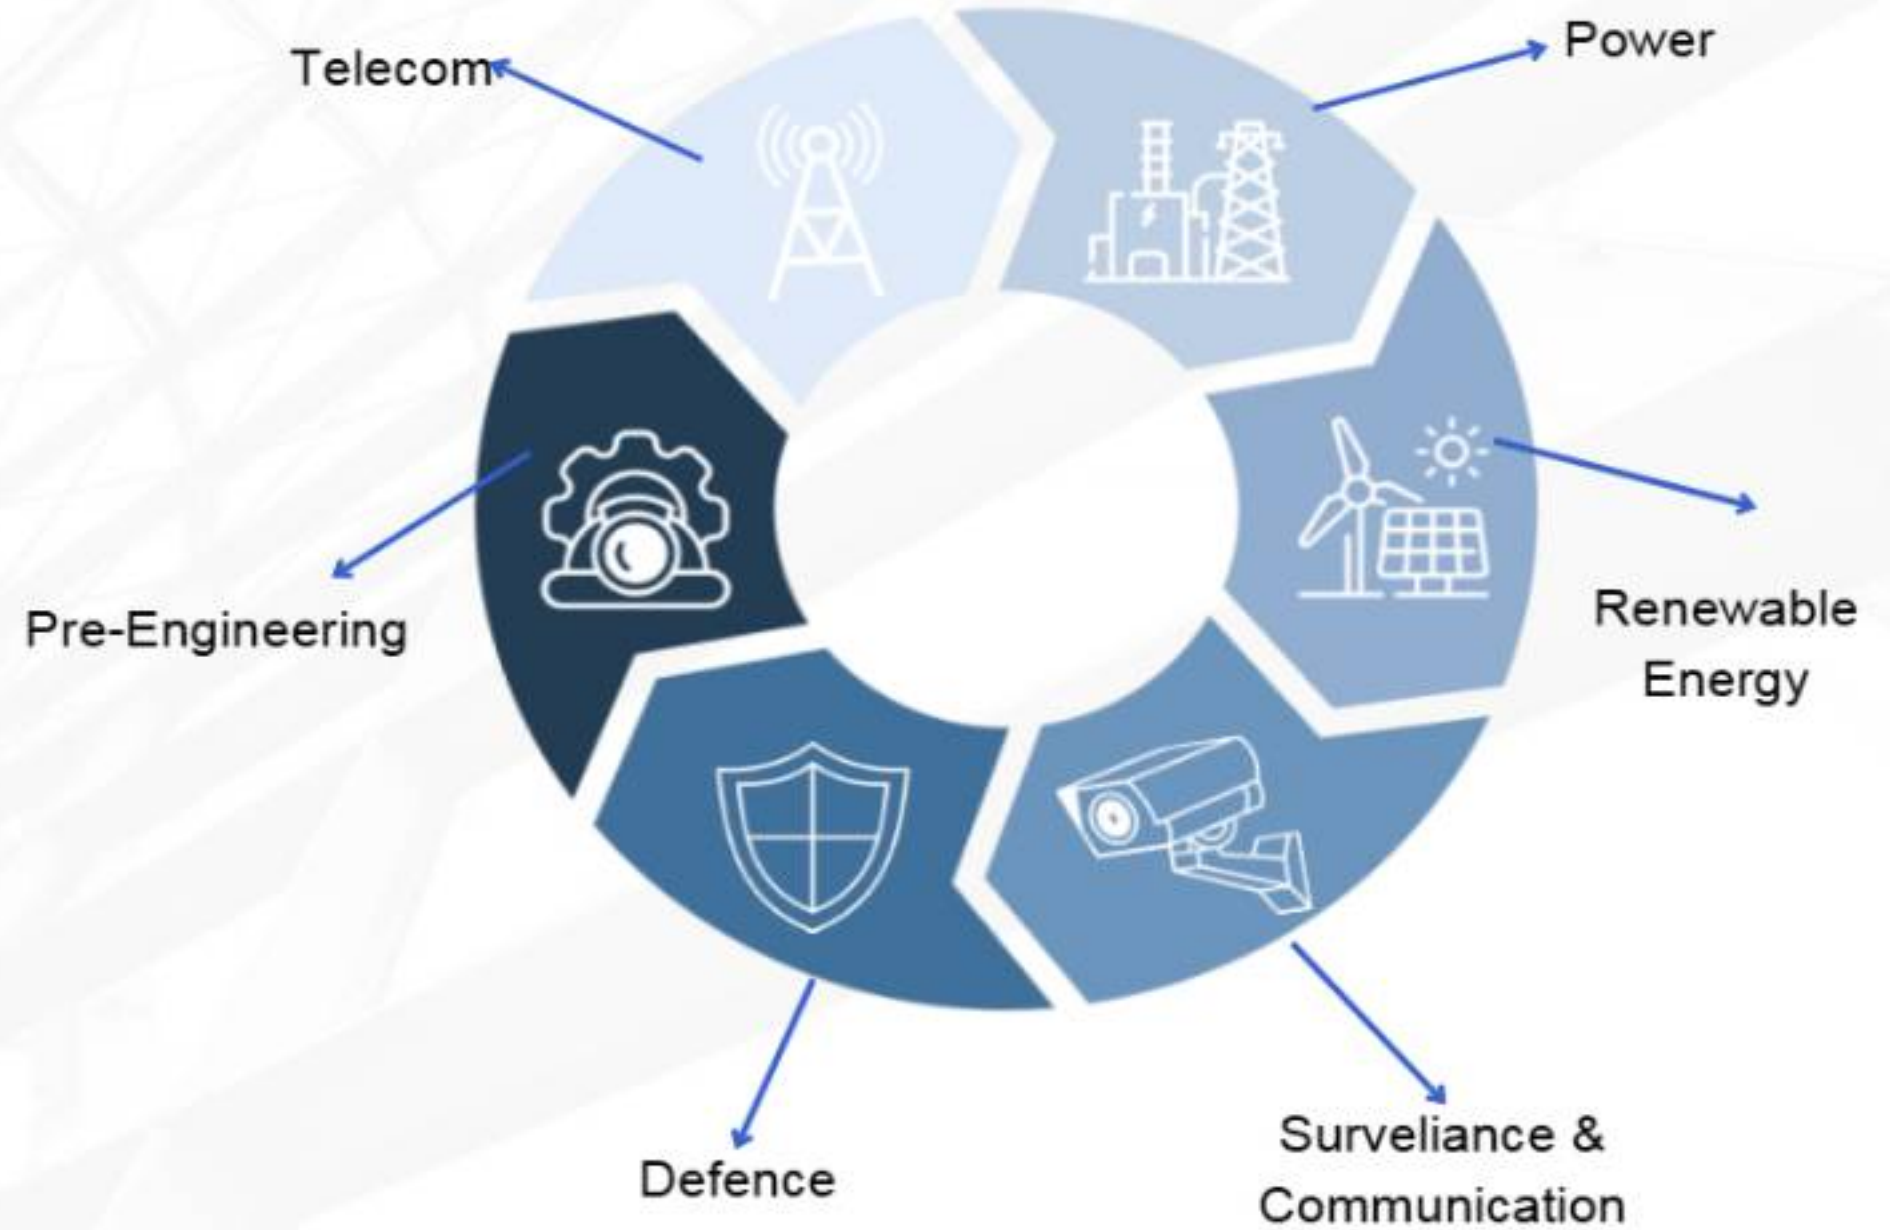 Telecom
Power
Pre-Engineering
Renewable
Energy
Defence
Surveliance &
Communication